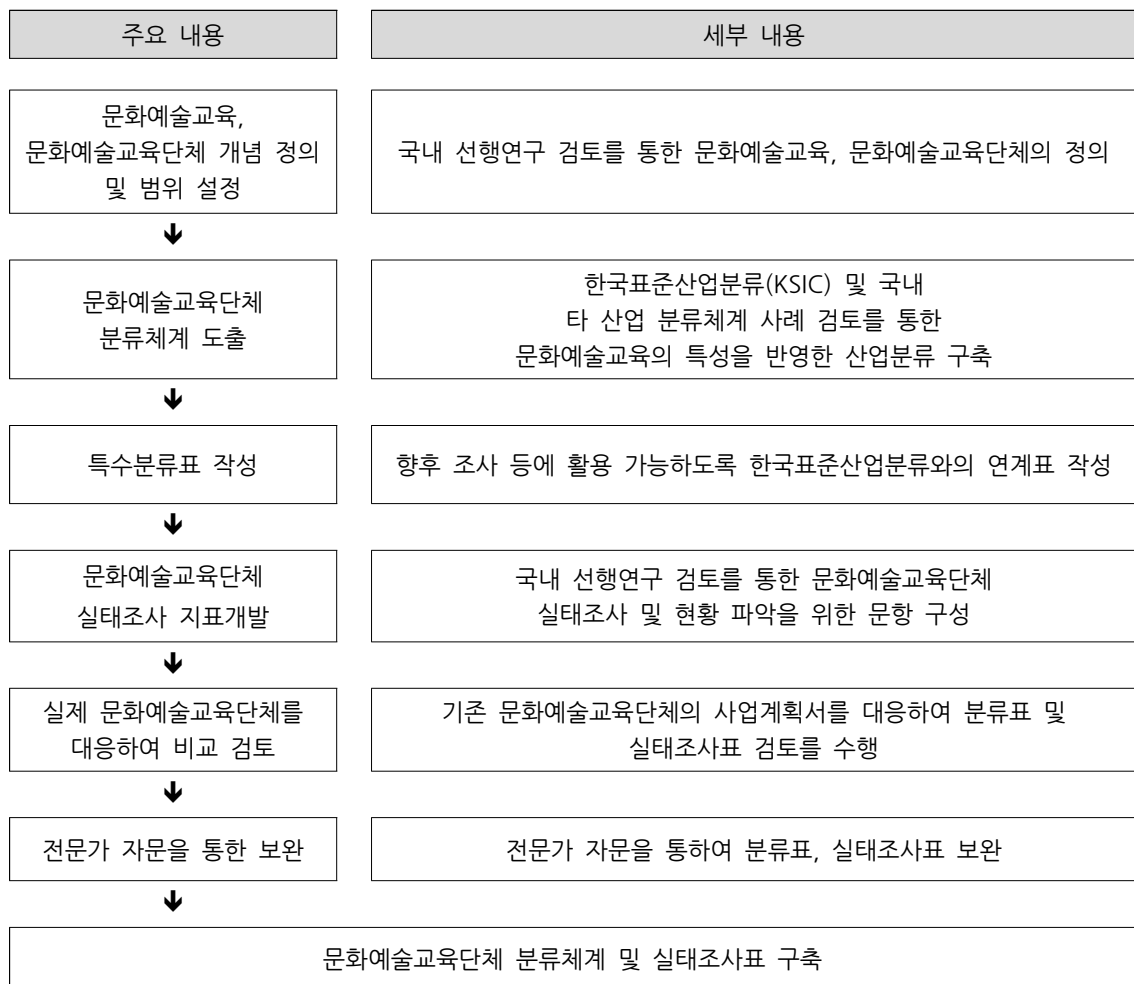 주요 내용
세부 내용
문화예술교육,
문화예술교육단체 개념 정의
및 범위 설정
국내 선행연구 검토를 통한 문화예술교육, 문화예술교육단체의 정의
문화예술교육단체
분류체계 도출
한국표준산업분류(KSIC) 및 국내
타 산업 분류체계 사례 검토를 통한
문화예술교육의 특성을 반영한 산업분류 구축
특수분류표 작성
향후 조사 등에 활용 가능하도록 한국표준산업분류와의 연계표 작성
문화예술교육단체
실태조사 지표개발
국내 선행연구 검토를 통한 문화예술교육단체
실태조사 및 현황 파악을 위한 문항 구성
실제 문화예술교육단체를
대응하여 비교 검토
기존 문화예술교육단체의 사업계획서를 대응하여 분류표 및
실태조사표 검토를 수행
전문가 자문을 통한 보완
전문가 자문을 통하여 분류표, 실태조사표 보완
문화예술교육단체 분류체계 및 실태조사표 구축